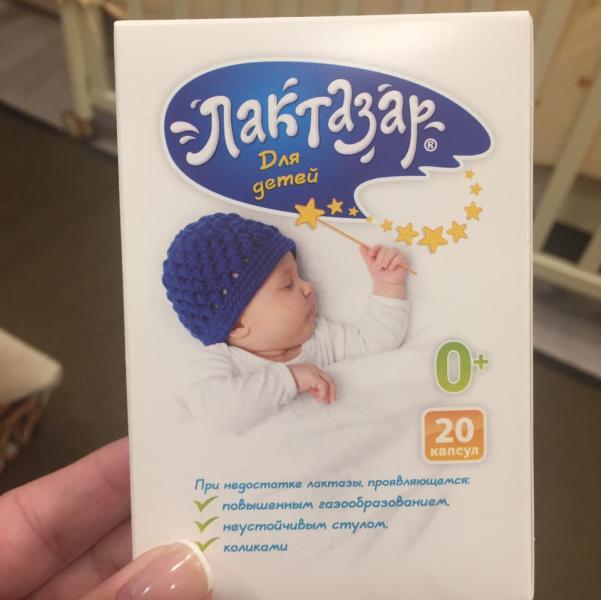 Лактазар®
Для
детей
0+
20
капсул
При недостатке лактазы, проявляющемся:
повышенным газообразованием,
неустойчивым стулом,
коликами